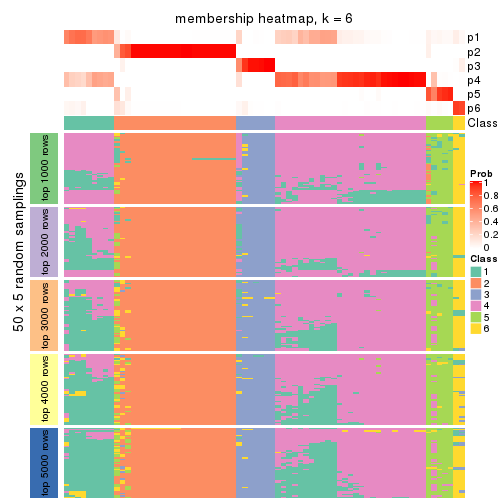 membership heatmap, k = 6
p1
p2
p3
p4
p5
p6
Class
50 x 5 random samplings
top 1000 rows
top 2000 rows
top 3000 rows
top 4000 rows
top 5000 rows
Prob
1
0.8
0.6
0.4
0.2
0
Class
1
2
3
4
5
6